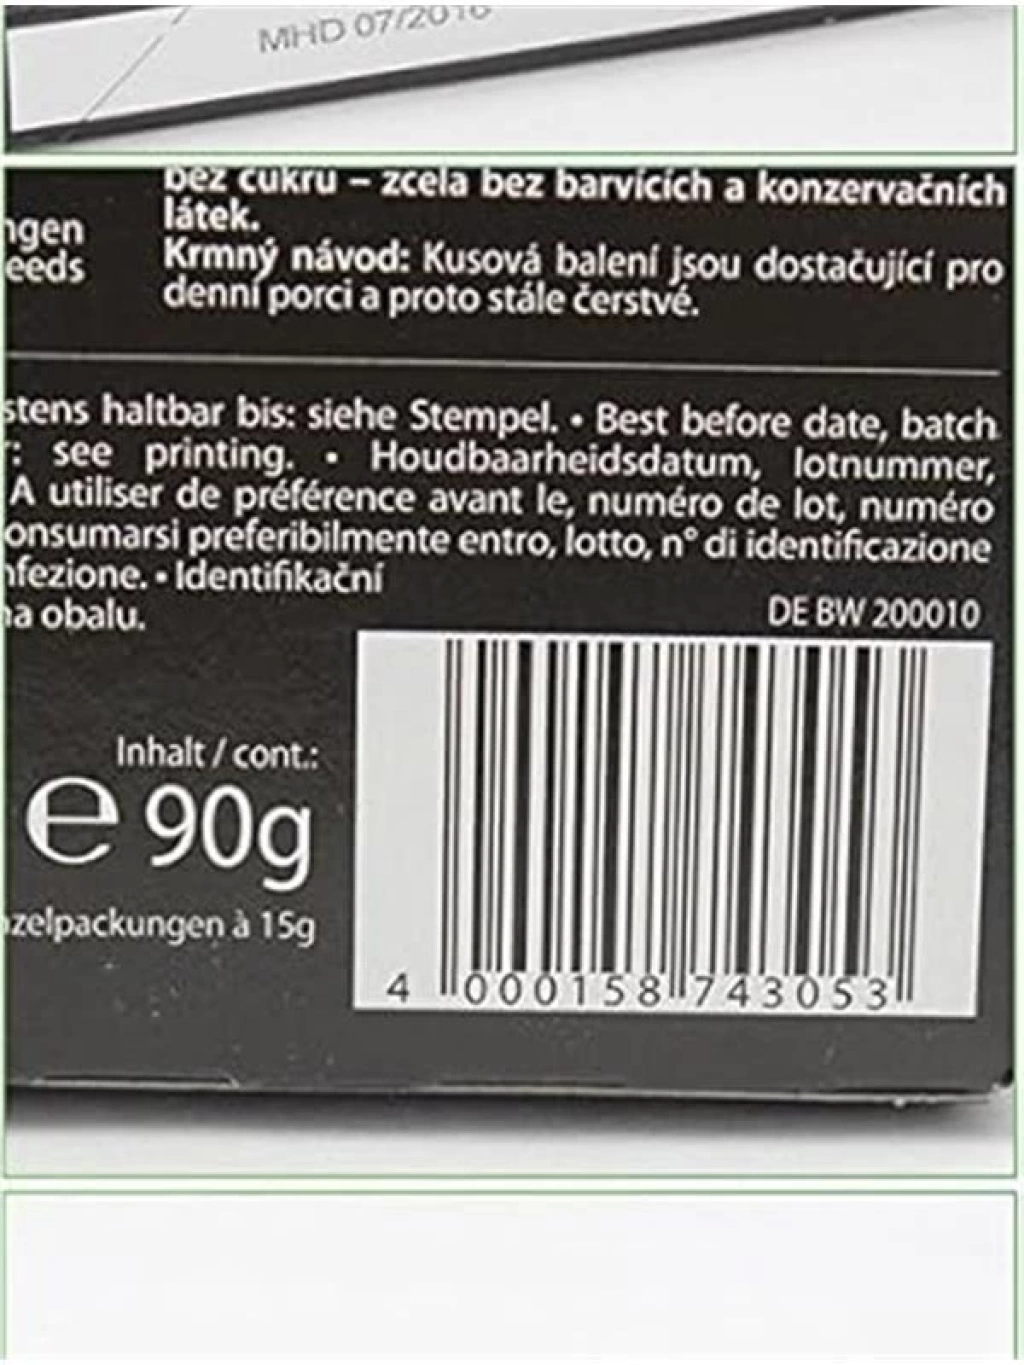 MHD 07/2016
bez cukru – zcela bez barvících a konzervačních
ngen
látek.
eeds
Krmný návod: Kusová balení jsou dostačující pro
denní porci a proto stále čerstvé.
stens haltbar bis: siehe Stempel. • Best before date, batch
: see printing. • Houdbaarheidsdatum, lotnummer,
A utiliser de préférence avant le, numéro de lot, numéro
onsumarsi preferibilmente entro, lotto, n° di identificazione
nfezione. • Identifikační
na obalu.
DE BW 200010
Inhalt / cont.:
e 90g
nzelpackungen à 15g
4 000158 743053